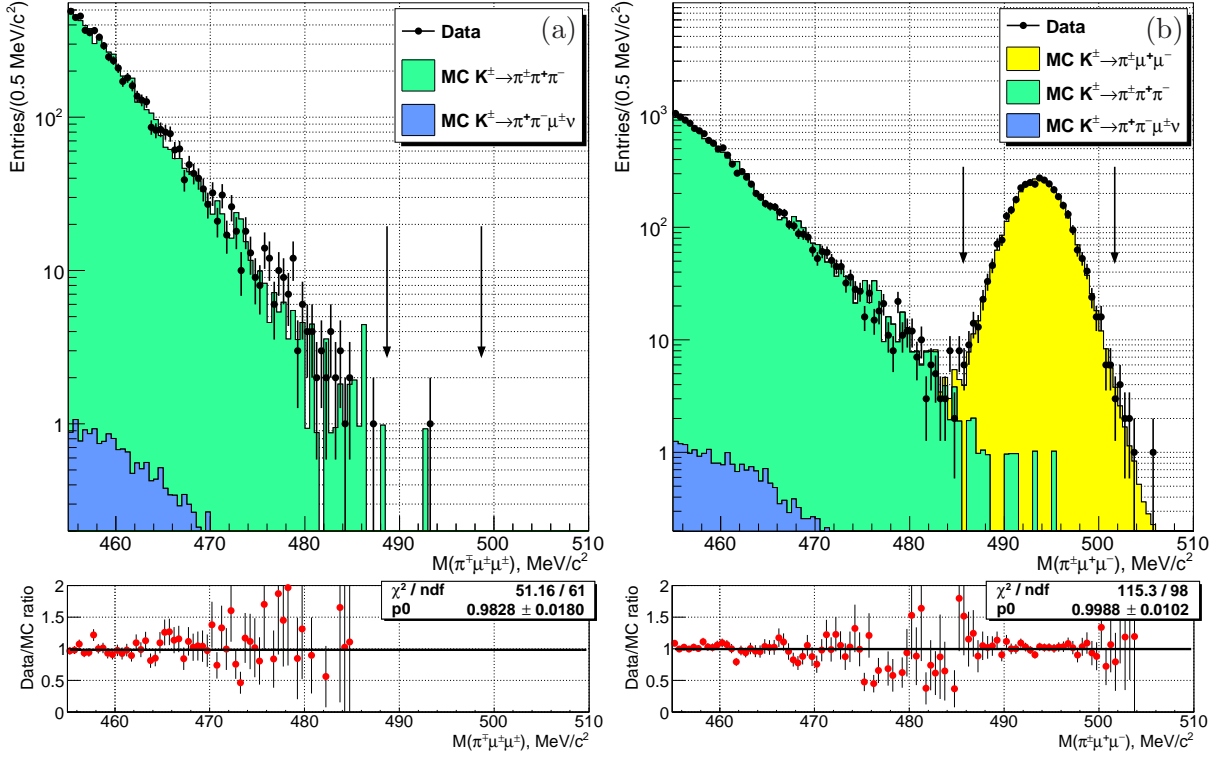 Entries/(0.5 MeV/c²)
10²
10
1
(a)
Data
MC K±→π±π⁺π⁻
MC K±→π⁺π⁻μ±ν
460 470 480 490 500 510
M(π∓μ±μ±), MeV/c²
Data/MC ratio
2
1.5
1
0.5
0
χ² / ndf 51.16 / 61
p0 0.9828 ± 0.0180
460 470 480 490 500 510
M(π∓μ±μ±), MeV/c²
Entries/(0.5 MeV/c²)
10³
10²
10
1
(b)
Data
MC K±→π±μ⁺μ⁻
MC K±→π±π⁺π⁻
MC K±→π⁺π⁻μ±ν
460 470 480 490 500 510
M(π±μ⁺μ⁻), MeV/c²
Data/MC ratio
2
1.5
1
0.5
0
χ² / ndf 115.3 / 98
p0 0.9988 ± 0.0102
460 470 480 490 500 510
M(π±μ⁺μ⁻), MeV/c²